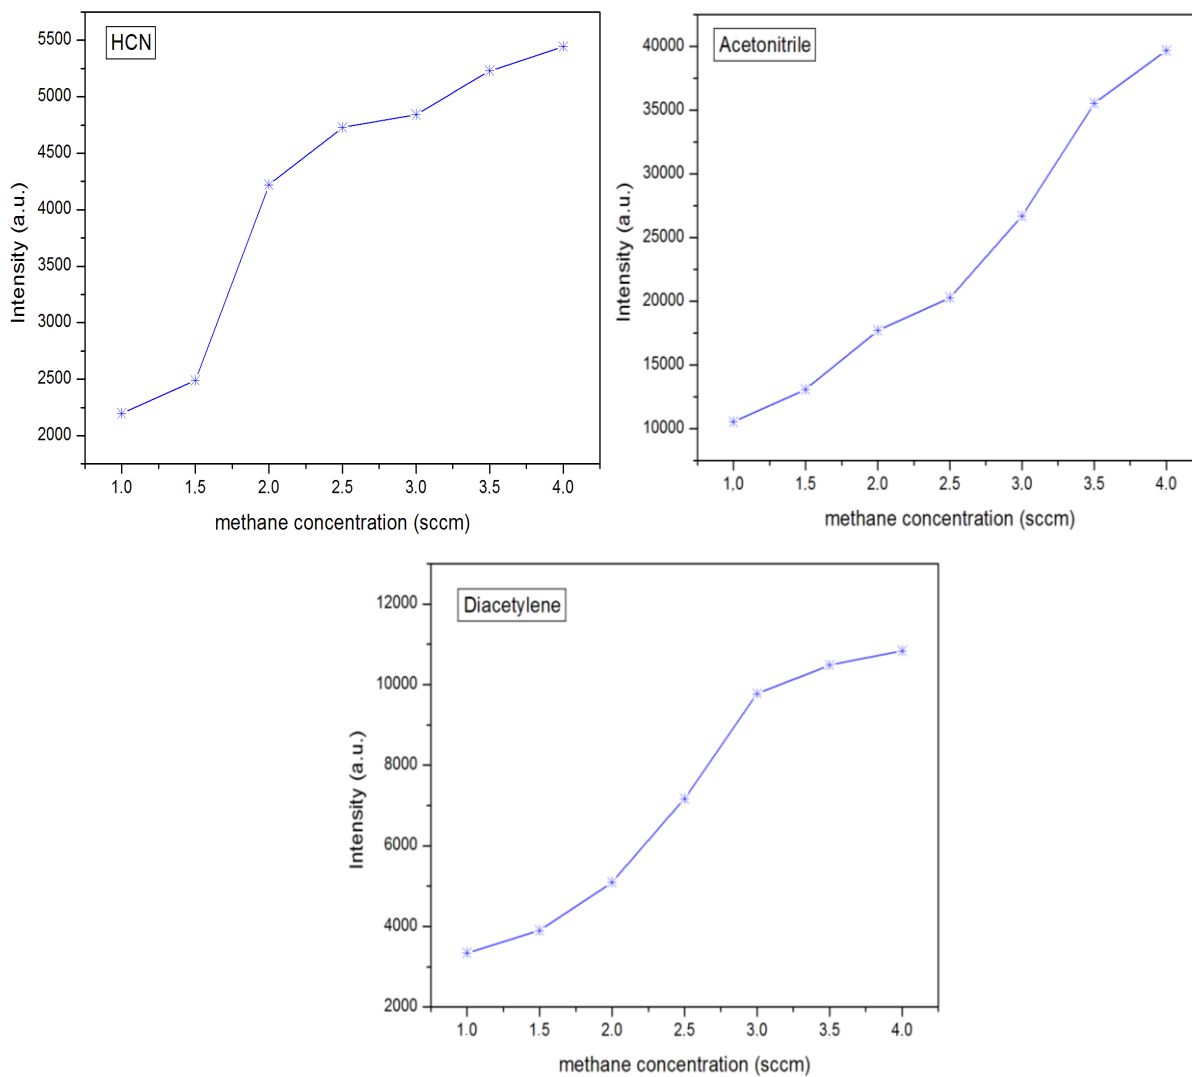 HCN
5500
5000
4500
4000
3500
3000
2500
2000
Intensity (a.u.)
1.0 1.5 2.0 2.5 3.0 3.5 4.0
methane concentration (sccm)
Acetonitrile
40000
35000
30000
25000
20000
15000
10000
Intensity (a.u.)
1.0 1.5 2.0 2.5 3.0 3.5 4.0
methane concentration (sccm)
Diacetylene
12000
10000
8000
6000
4000
2000
Intensity (a.u.)
1.0 1.5 2.0 2.5 3.0 3.5 4.0
methane concentration (sccm)